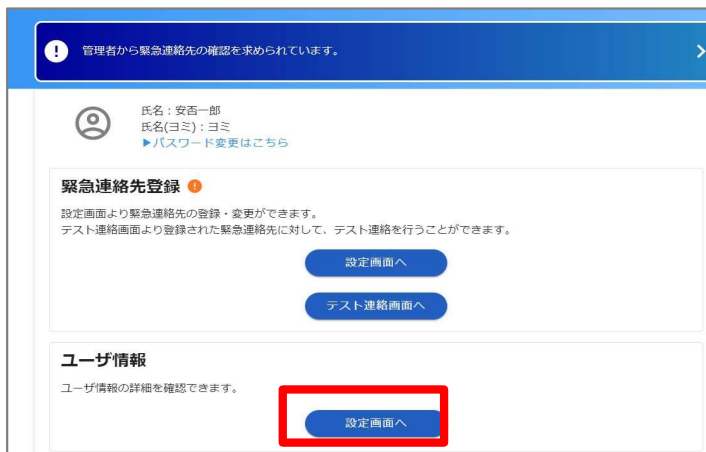 管理者から緊急連絡先の確認を求められています。
氏名：安否一郎
氏名(ヨミ)：ヨミ
▶パスワード変更はこちら
緊急連絡先登録
設定画面より緊急連絡先の登録・変更ができます。
テスト連絡画面より登録された緊急連絡先に対して、テスト連絡を行うことができます。
設定画面へ
テスト連絡画面へ
ユーザ情報
ユーザ情報の詳細を確認できます。
設定画面へ